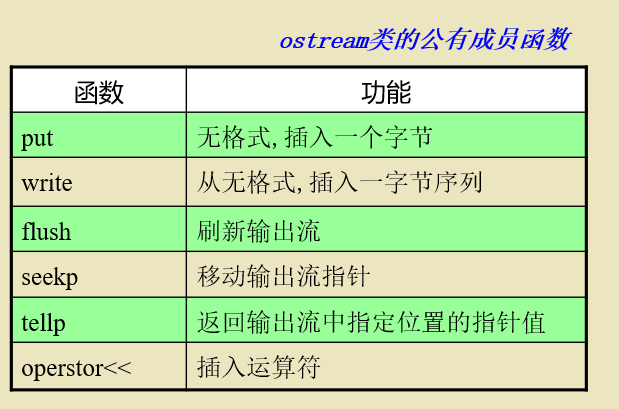 ostream类的公有成员函数
函数 功能
put 无格式,插入一个字节
write 从无格式,插入一字节序列
flush 刷新输出流
seekp 移动输出流指针
tellp 返回输出流中指定位置的指针值
operstor<< 插入运算符